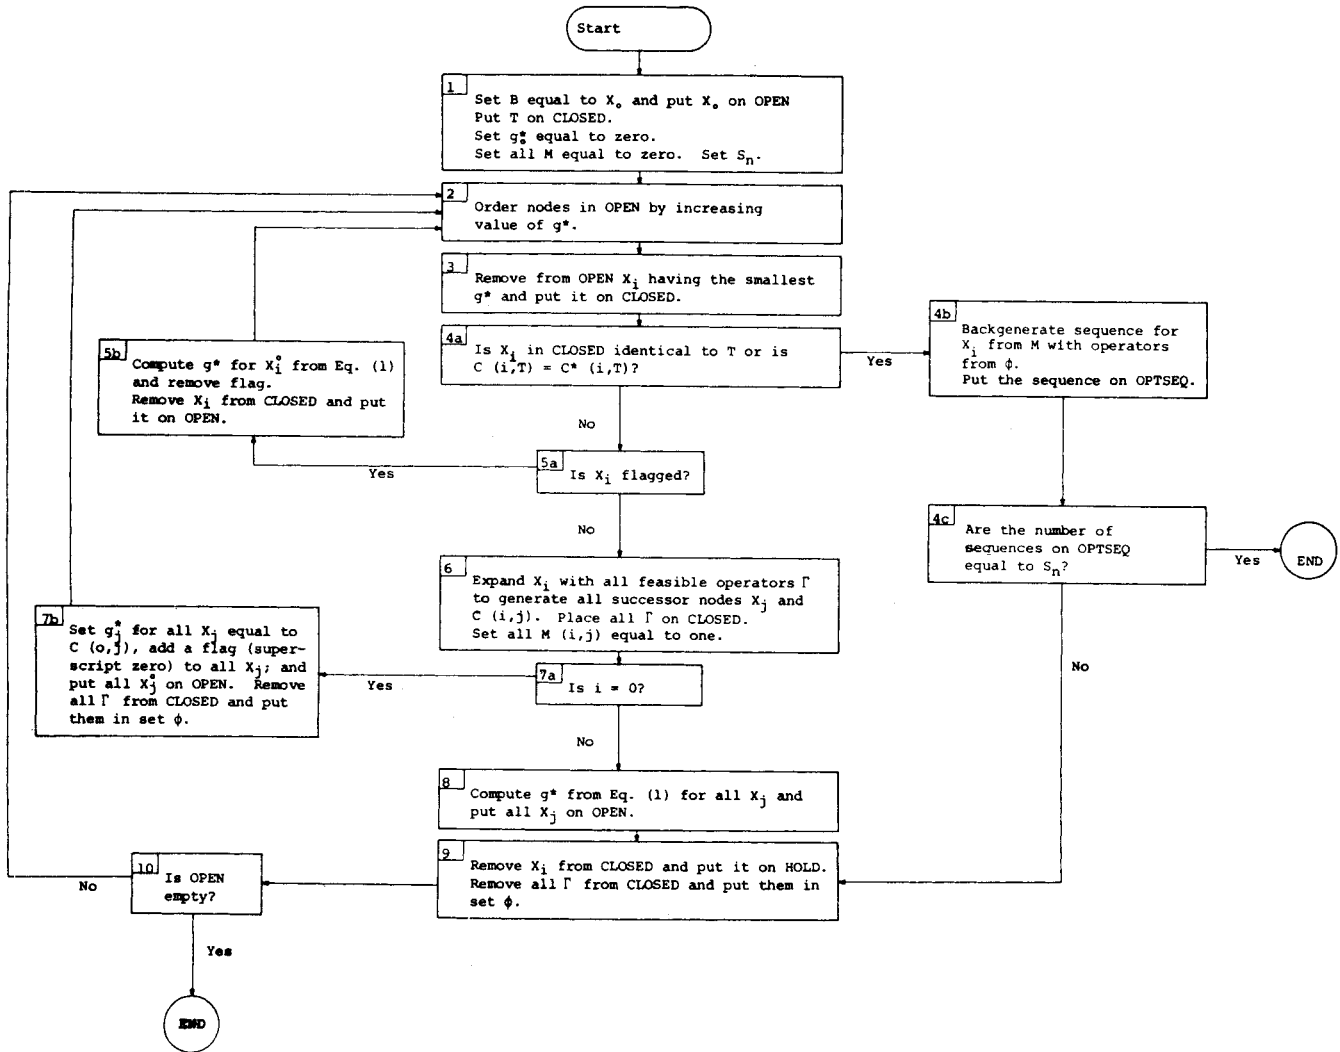 Start
1
Set B equal to X₀ and put X₀ on OPEN
Put T on CLOSED.
Set g₀* equal to zero.
Set all M equal to zero. Set Sn.
2
Order nodes in OPEN by increasing
value of g*.
3
Remove from OPEN Xi having the smallest
g* and put it on CLOSED.
4a
Is Xi in CLOSED identical to T or is
C (i,T) = C* (i,T)?
Yes
4b
Backgenerate sequence for
Xi from M with operators
from φ.
Put the sequence on OPTSEQ.
5b
Compute g* for Xi° from Eq. (1)
and remove flag.
Remove Xi from CLOSED and put
it on OPEN.
No
5a
Is Xi flagged?
Yes
No
4c
Are the number of
sequences on OPTSEQ
equal to Sn?
Yes
END
No
6
Expand Xi with all feasible operators Γ
to generate all successor nodes Xj and
C (i,j). Place all Γ on CLOSED.
Set all M (i,j) equal to one.
7b
Set gj* for all Xj equal to
C (o,j), add a flag (super-
script zero) to all Xj; and
put all Xj° on OPEN. Remove
all Γ from CLOSED and put
them in set φ.
7a
Is i = 0?
Yes
No
8
Compute g* from Eq. (1) for all Xj and
put all Xj on OPEN.
9
Remove Xi from CLOSED and put it on HOLD.
Remove all Γ from CLOSED and put them in
set φ.
10
Is OPEN
empty?
No
Yes
END